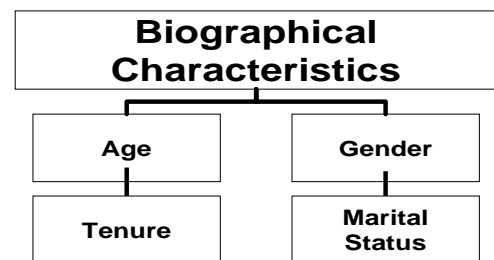 Biographical
Characteristics
Age
Gender
Tenure
Marital
Status